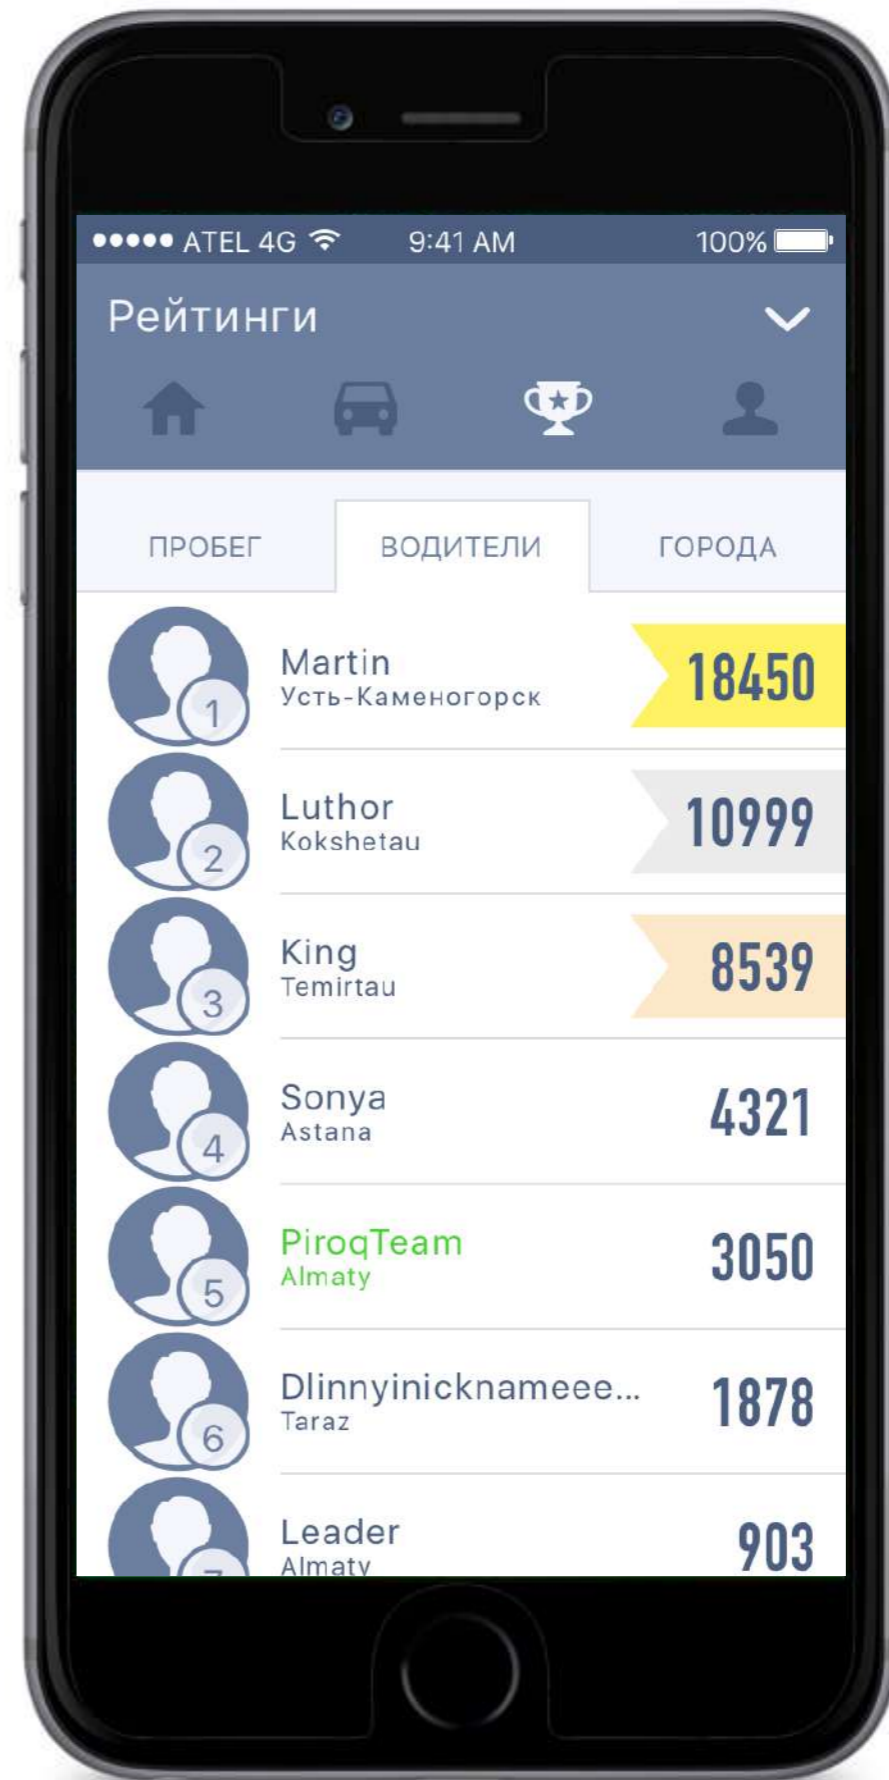 ATEL 4G 9:41 AM 100%
Рейтинги
ПРОБЕГ ВОДИТЕЛИ ГОРОДА
1 Martin 18450
Усть-Каменогорск
2 Luthor 10999
Kokshetau
3 King 8539
Temirtau
4 Sonya 4321
Astana
5 PiroqTeam 3050
Almaty
6 Dlinnyinicknameee... 1878
Taraz
7 Leader 903
Almaty